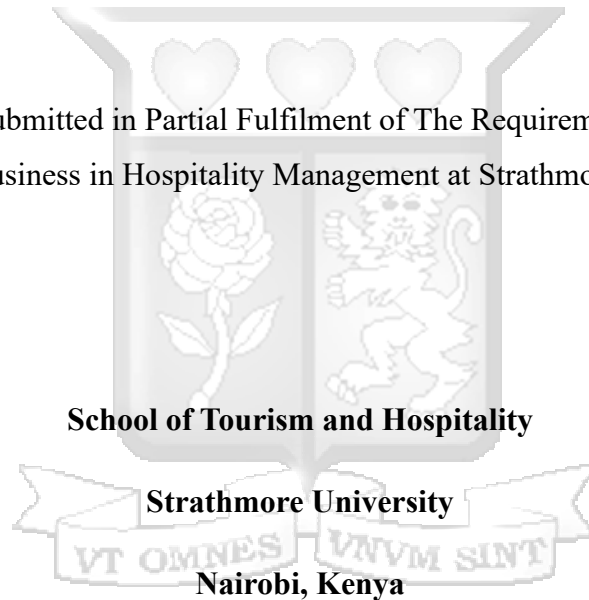 ubmitted in Partial Fulfilment of The Requirem
usiness in Hospitality Management at Strathmo
School of Tourism and Hospitality
Strathmore University
VT OMNES VNVM SINT
Nairobi, Kenya